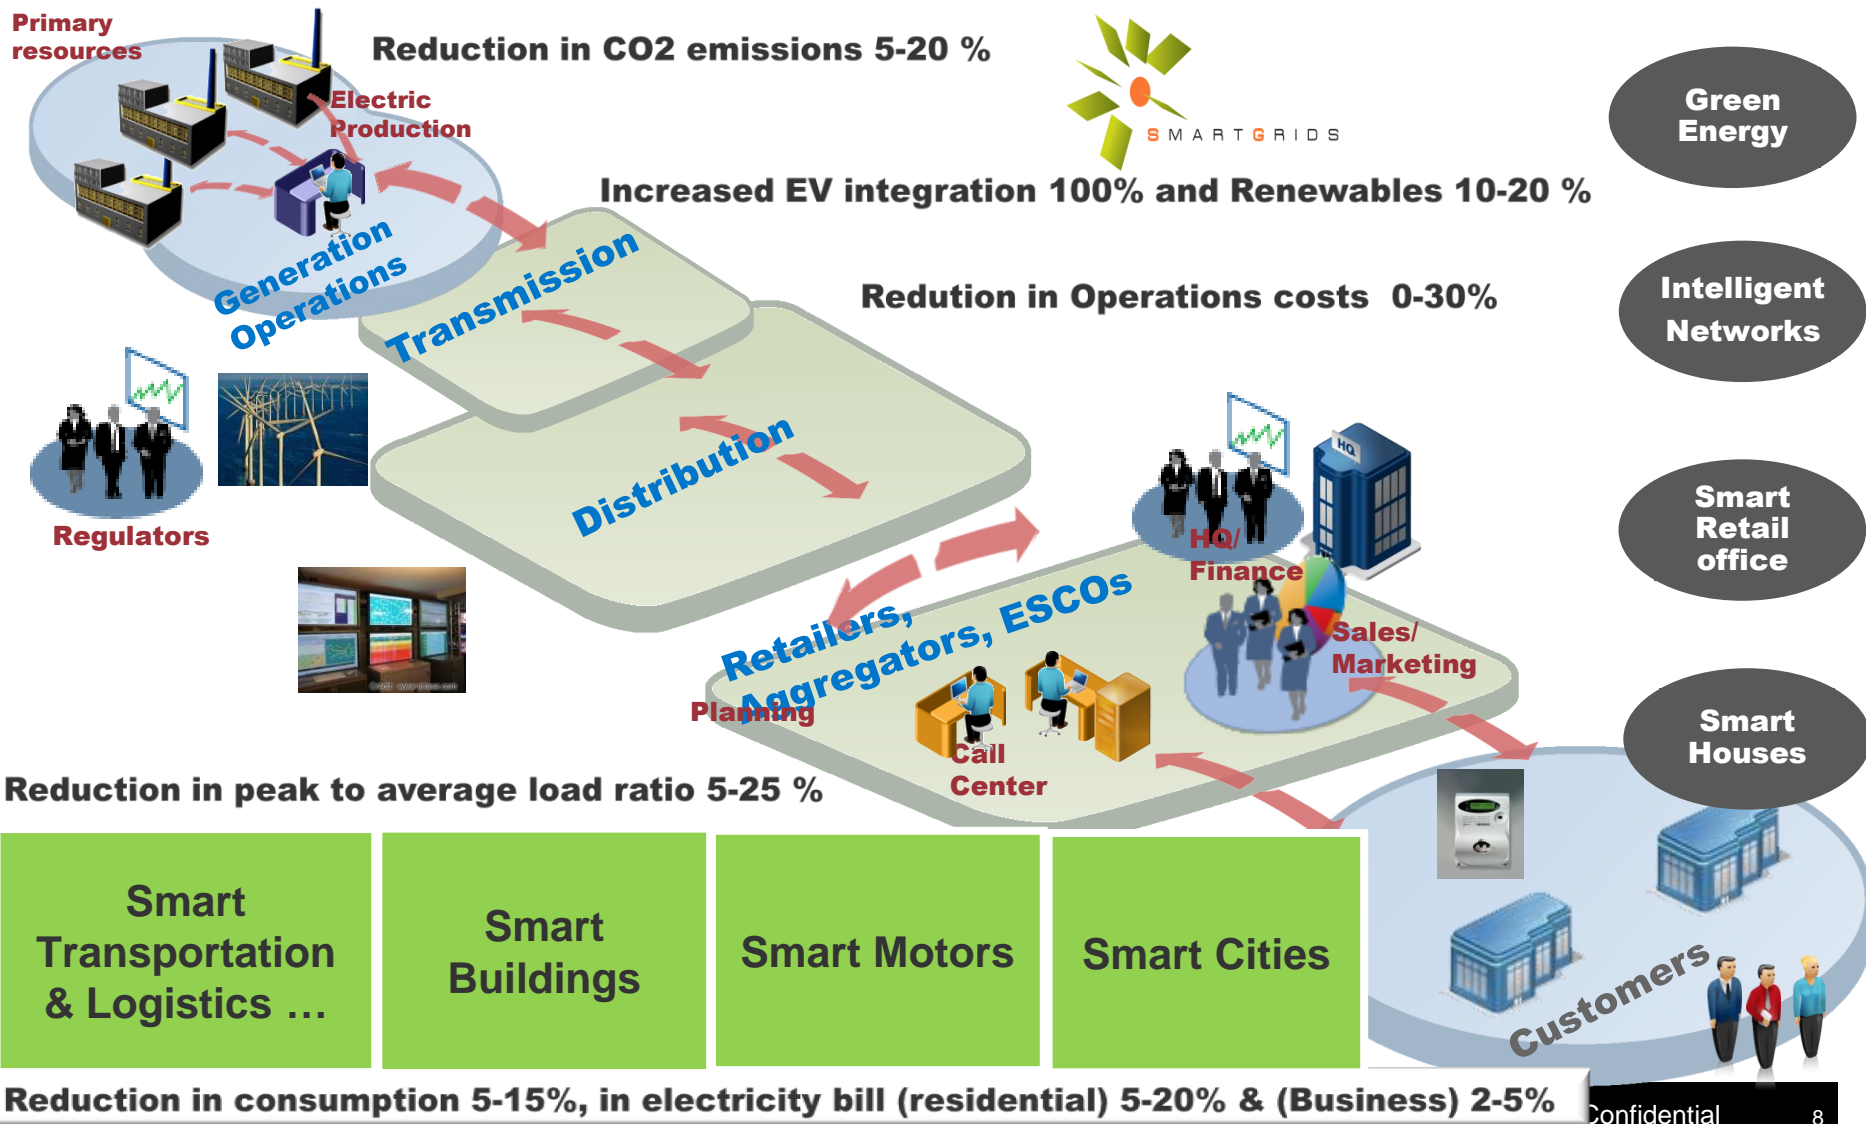 Primary
resources
Reduction in CO2 emissions 5-20 %
Electric
Production
SMARTGRIDS
Green
Energy
Increased EV integration 100% and Renewables 10-20 %
Generation
Operations
Transmission
Redution in Operations costs  0-30%
Intelligent
Networks
Distribution
Regulators
HQ
HQ/
Finance
Smart
Retail
office
Retailers,
Aggregators, ESCOs
Sales/
Marketing
Planning
Call
Center
Smart
Houses
Reduction in peak to average load ratio 5-25 %
Smart
Transportation
& Logistics …
Smart
Buildings
Smart Motors
Smart Cities
Customers
Reduction in consumption 5-15%, in electricity bill (residential) 5-20% & (Business) 2-5%
Confidential
8